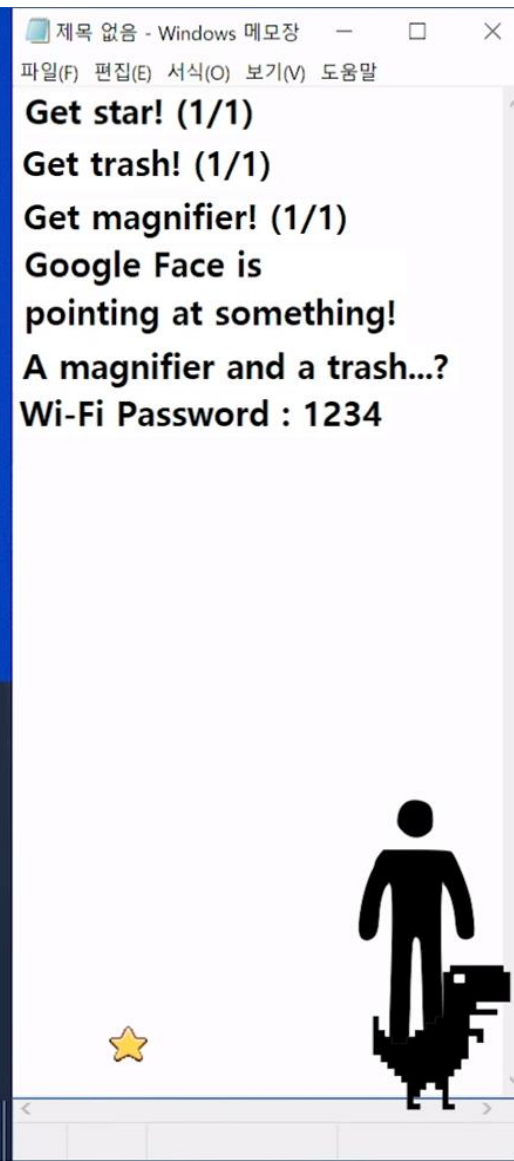 제목 없음 - Windows 메모장
파일(F) 편집(E) 서식(O) 보기(V) 도움말
Get star! (1/1)
Get trash! (1/1)
Get magnifier! (1/1)
Google Face is
pointing at something!
A magnifier and a trash...?
Wi-Fi Password : 1234